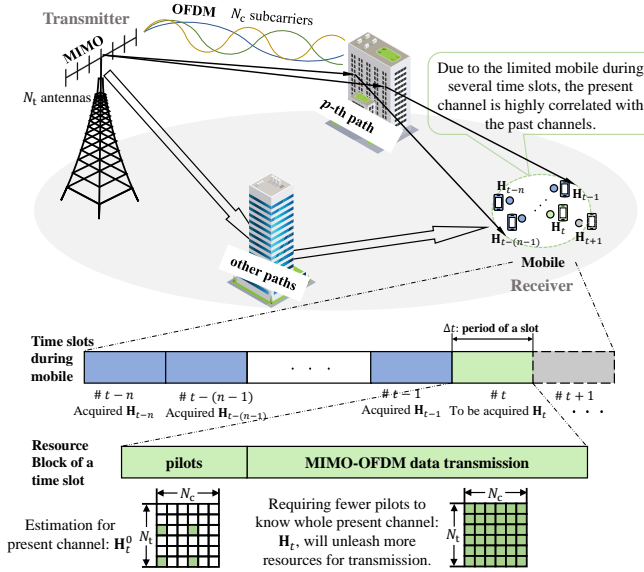 Transmitter
OFDM N_c subcarriers
MIMO
N_t antennas
p-th path
Due to the limited mobile during
several time slots, the present
channel is highly correlated with
the past channels.
H_{t-n}
H_{t-1}
H_t
H_{t-(n-1)}
H_{t+1}
other paths
Mobile
Receiver
Δt: period of a slot
Time slots
during
mobile
. . .
# t − n
# t − (n − 1)
# t − 1
# t
# t + 1
Acquired H_{t-n}
Acquired H_{t-(n-1)}
Acquired H_{t-1}
To be acquired H_t
. . .
Resource
Block of a
time slot
pilots
MIMO-OFDM data transmission
Estimation for
present channel: H_t^0
N_c
N_t
Requiring fewer pilots to
know whole present channel:
H_t, will unleash more
resources for transmission.
N_c
N_t